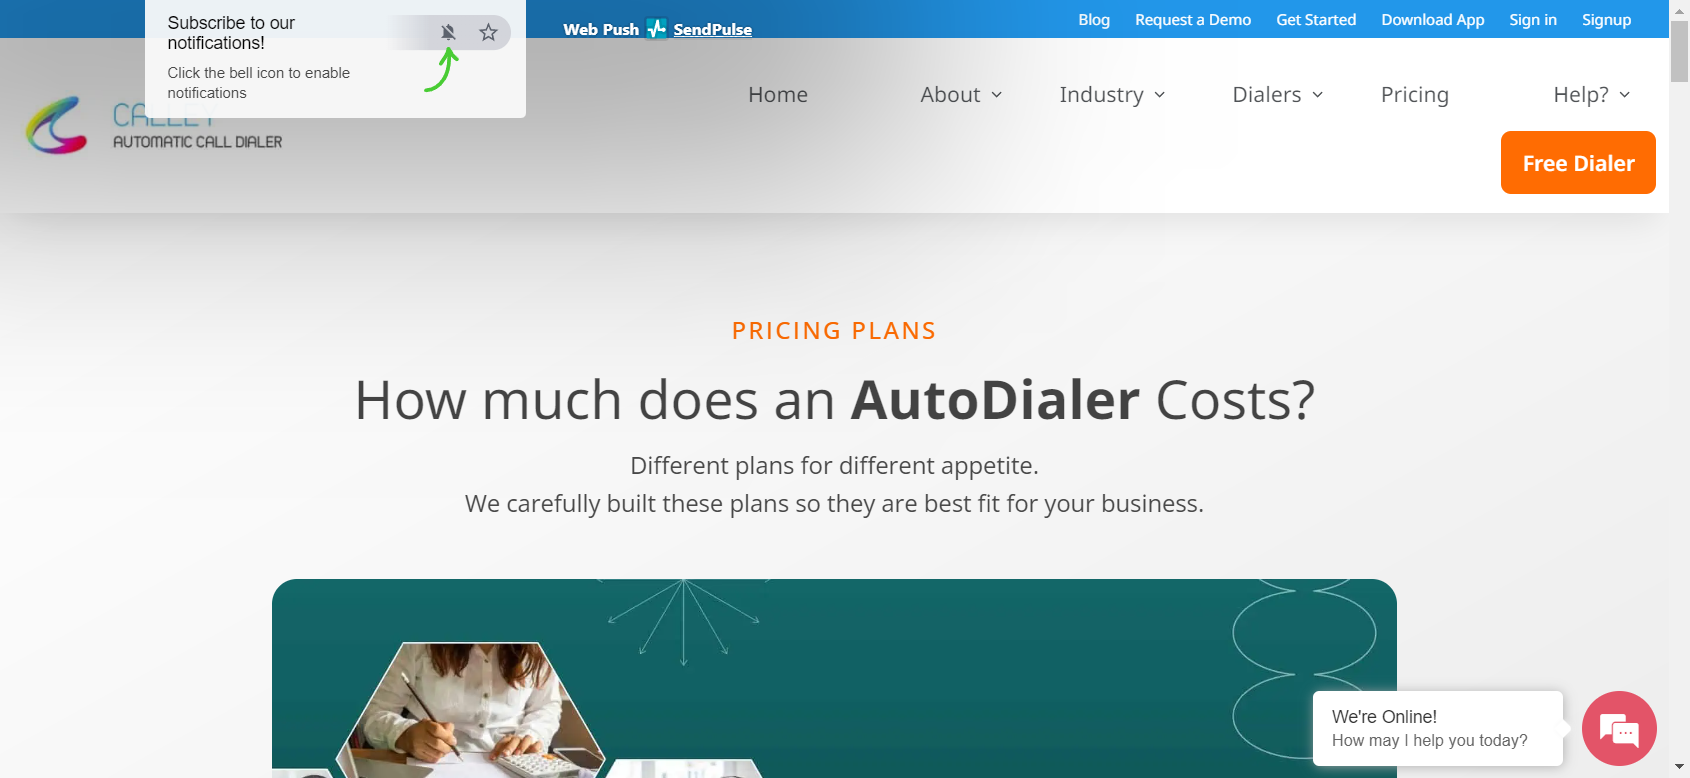 Subscribe to our
notifications!
Click the bell icon to enable
notifications
Web Push SendPulse
Blog Request a Demo Get Started Download App Sign in Signup
CALLEY
AUTOMATIC CALL DIALER
Home About Industry Dialers Pricing Help?
Free Dialer
PRICING PLANS
How much does an AutoDialer Costs?
Different plans for different appetite.
We carefully built these plans so they are best fit for your business.
We're Online!
How may I help you today?